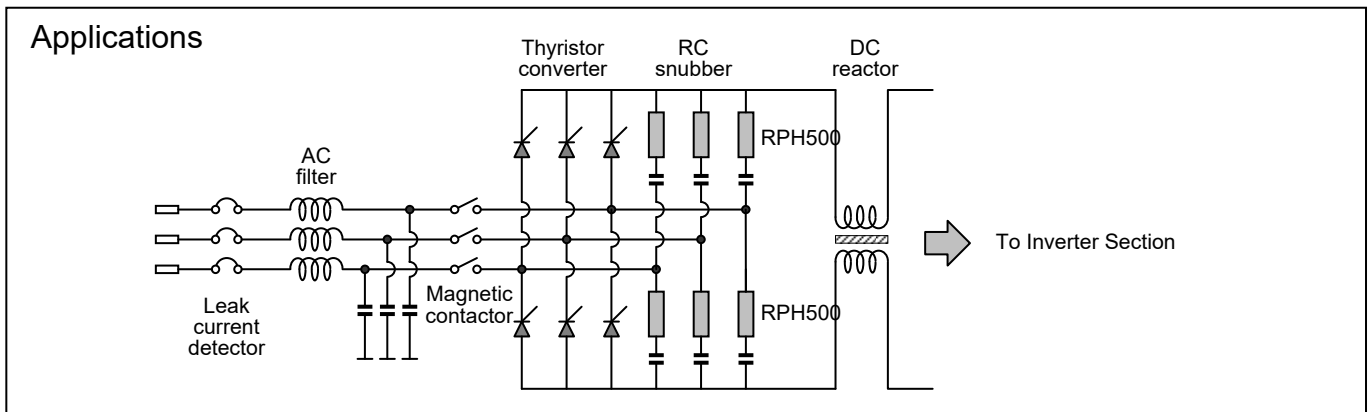 Applications
Thyristor
converter
RC
snubber
DC
reactor
RPH500
AC
filter
To Inverter Section
Leak
current
detector
Magnetic
contactor
RPH500